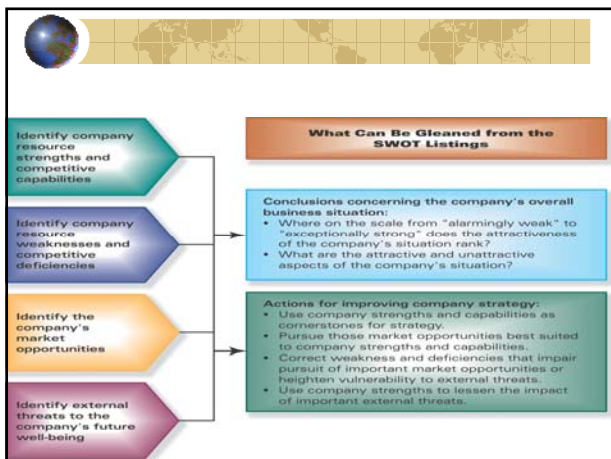 Identify company
resource
strengths and
competitive
capabilities
Identify company
resource
weaknesses and
competitive
deficiencies
Identify the
company's
market
opportunities
Identify external
threats to the
company's future
well-being
What Can Be Gleaned from the
SWOT Listings
Conclusions concerning the company's overall
business situation:
• Where on the scale from "alarmingly weak" to
"exceptionally strong" does the attractiveness
of the company's situation rank?
• What are the attractive and unattractive
aspects of the company's situation?
Actions for improving company strategy:
• Use company strengths and capabilities as
cornerstones for strategy.
• Pursue those market opportunities best suited
to company strengths and capabilities.
• Correct weakness and deficiencies that impair
pursuit of important market opportunities or
heighten vulnerability to external threats.
• Use company strengths to lessen the impact
of important external threats.